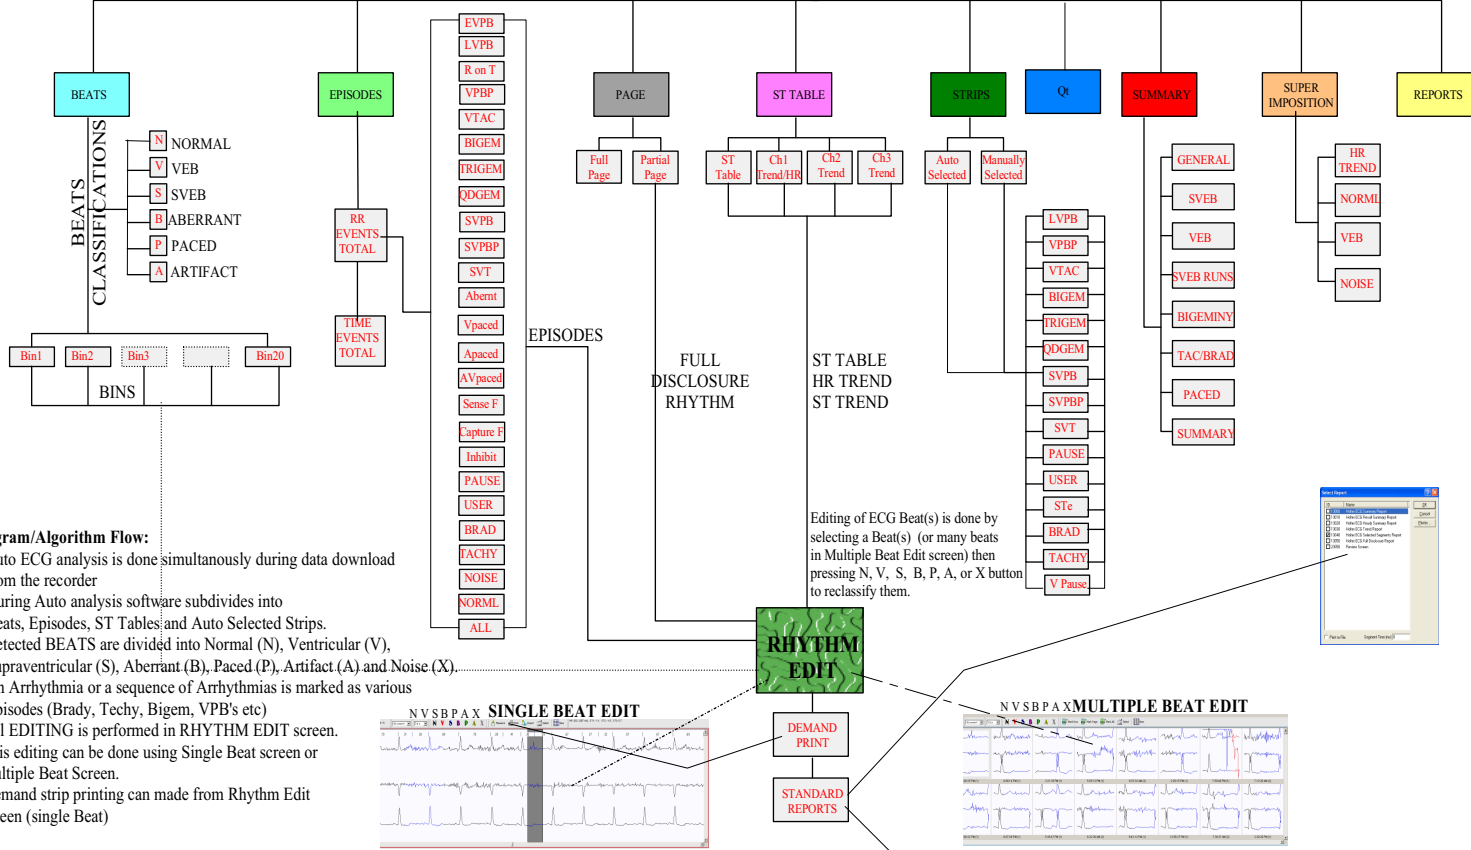 BEATS
EPISODES
PAGE
ST TABLE
STRIPS
Qt
SUMMARY
SUPER
IMPOSITION
REPORTS
BEATS
CLASSIFICATIONS
N NORMAL
V VEB
S SVEB
B ABERRANT
P PACED
A ARTIFACT
Bin1
Bin2
Bin3
Bin20
BINS
RR
EVENTS
TOTAL
TIME
EVENTS
TOTAL
EVPB
LVPB
R on T
VPBP
VTAC
BIGEM
TRIGEM
QDGEM
SVPB
SVPBP
SVT
Abernt
Vpaced
Apaced
AVpaced
Sense F
Capture F
Inhibit
PAUSE
USER
BRAD
TACHY
NOISE
NORML
ALL
EPISODES
Full
Page
Partial
Page
FULL
DISCLOSURE
RHYTHM
ST
Table
Ch1
Trend/HR
Ch2
Trend
Ch3
Trend
ST TABLE
HR TREND
ST TREND
Auto
Selected
Manually
Selected
LVPB
VPBP
VTAC
BIGEM
TRIGEM
QDGEM
SVPB
SVPBP
SVT
PAUSE
USER
STe
BRAD
TACHY
V Pause
GENERAL
SVEB
VEB
SVEB RUNS
BIGEMINY
TAC/BRAD
PACED
SUMMARY
HR
TREND
NORML
VEB
NOISE
Editing of ECG Beat(s) is done by
selecting a Beat(s) (or many beats
in Multiple Beat Edit screen) then
pressing N, V, S, B, P, A, or X button
to reclassify them.
gram/Algorithm Flow:
uto ECG analysis is done simultanously during data download
om the recorder
uring Auto analysis software subdivides into
eats, Episodes, ST Tables and Auto Selected Strips.
etected BEATS are divided into Normal (N), Ventricular (V),
upraventricular (S), Aberrant (B), Paced (P), Artifact (A) and Noise (X).
n Arrhythmia or a sequence of Arrhythmias is marked as various
pisodes (Brady, Techy, Bigem, VPB's etc)
ll EDITING is performed in RHYTHM EDIT screen.
is editing can be done using Single Beat screen or
ultiple Beat Screen.
emand strip printing can made from Rhythm Edit
reen (single Beat)
RHYTHM
EDIT
DEMAND
PRINT
STANDARD
REPORTS
N V S B P A X SINGLE BEAT EDIT
N V S B P A X MULTIPLE BEAT EDIT
Select Report